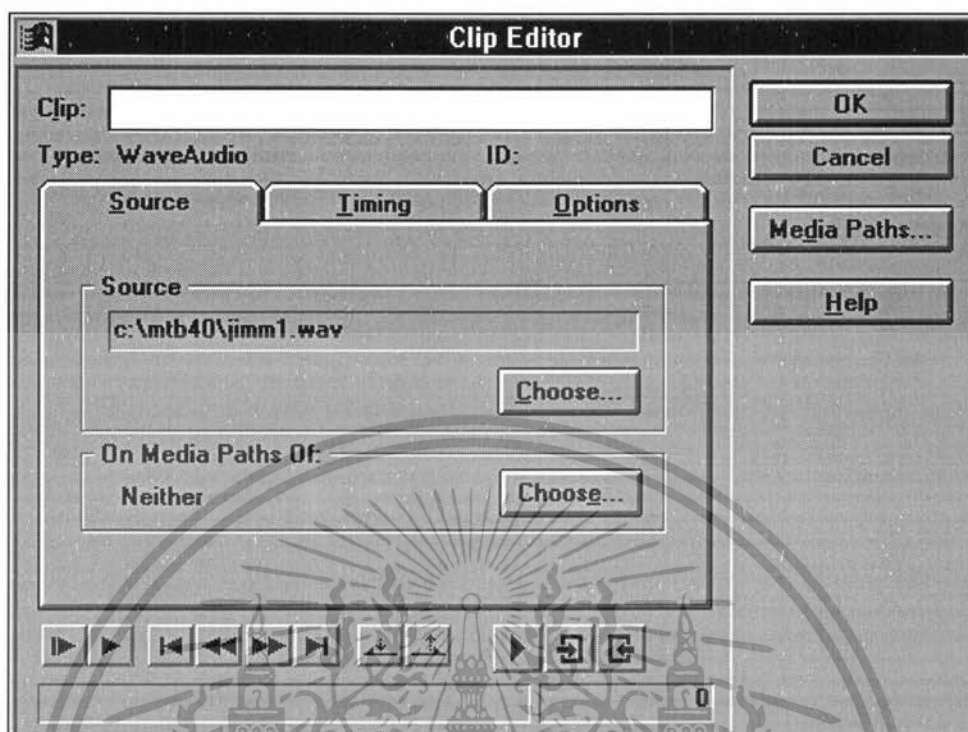 Clip Editor
Clip:
OK
Type: WaveAudio ID:
Cancel
Source Timing Options
Media Paths...
Source
Help
c:\mtb40\jimm1.wav
Choose...
On Media Paths Of:
Neither
Choose...
0